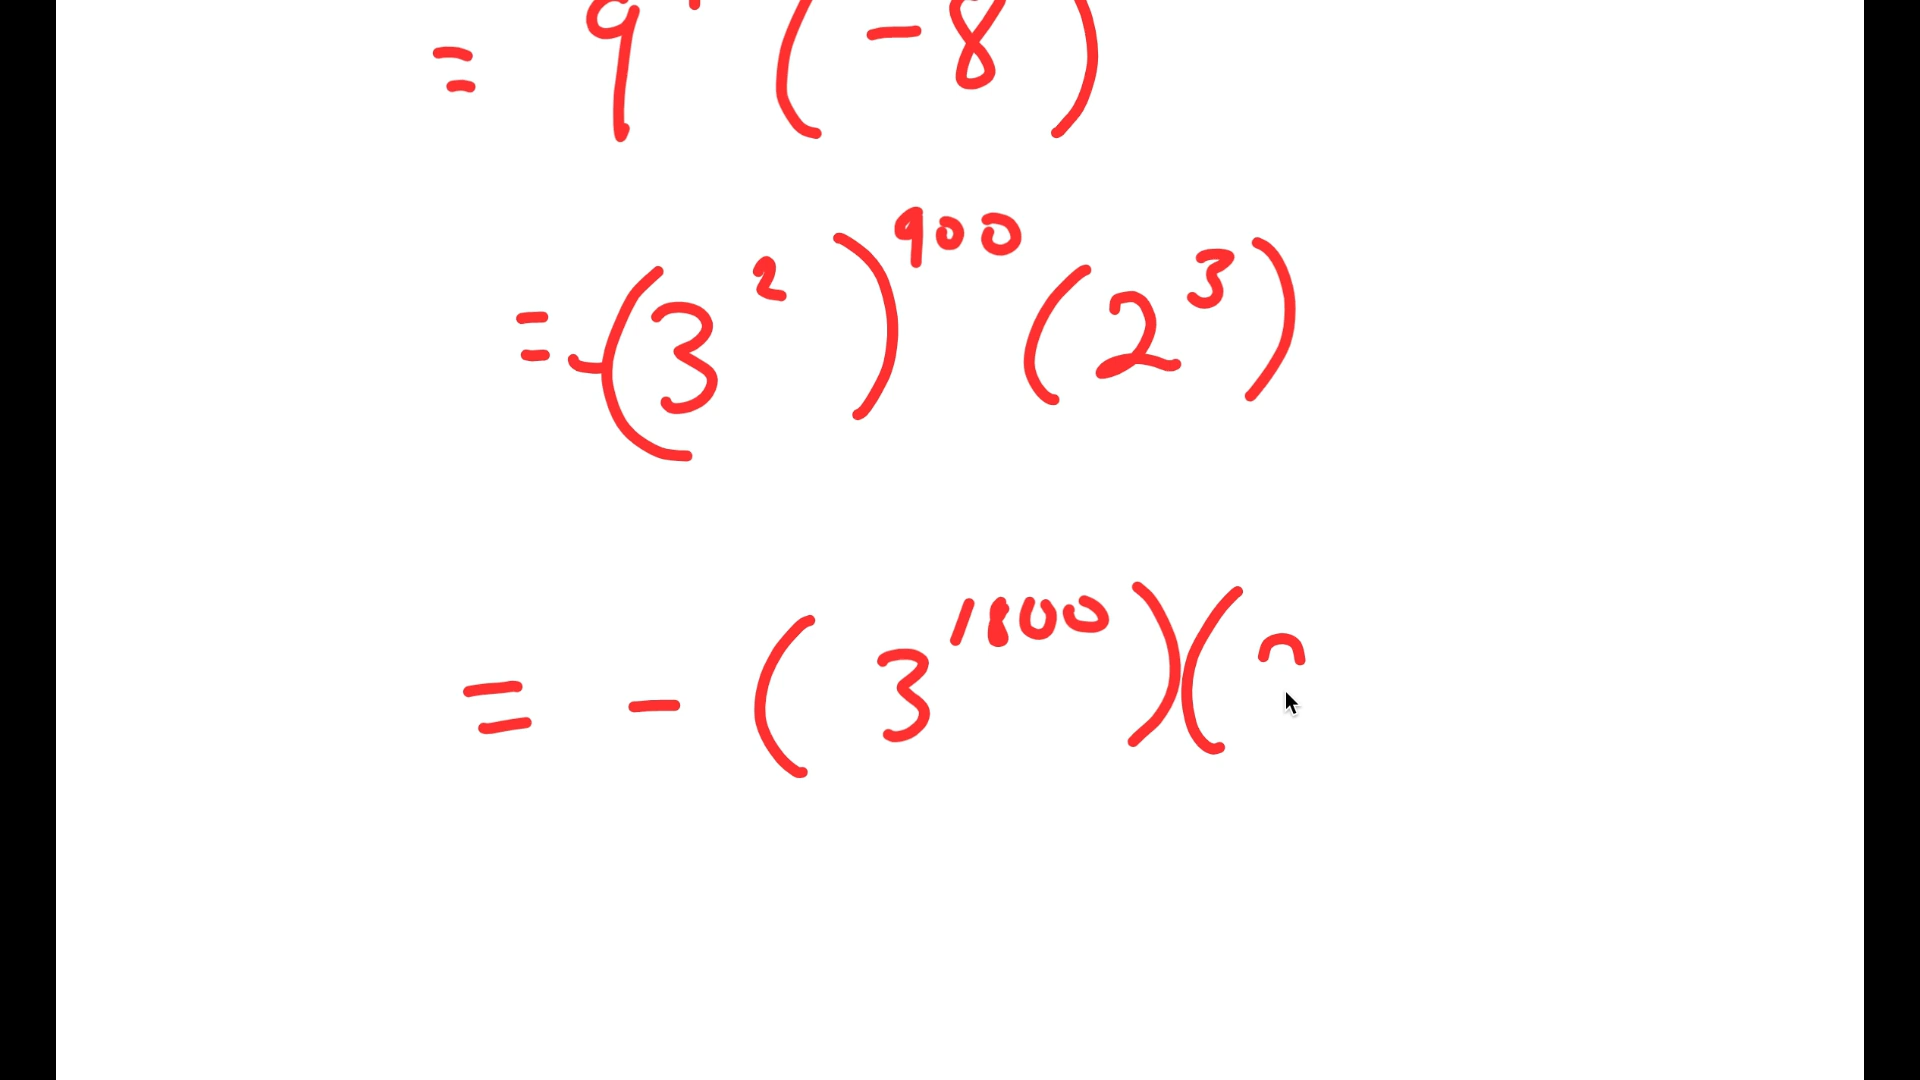 = 9 (-8)
= -(3²)⁹⁰⁰ (2³)
= - (3¹⁸⁰⁰)(